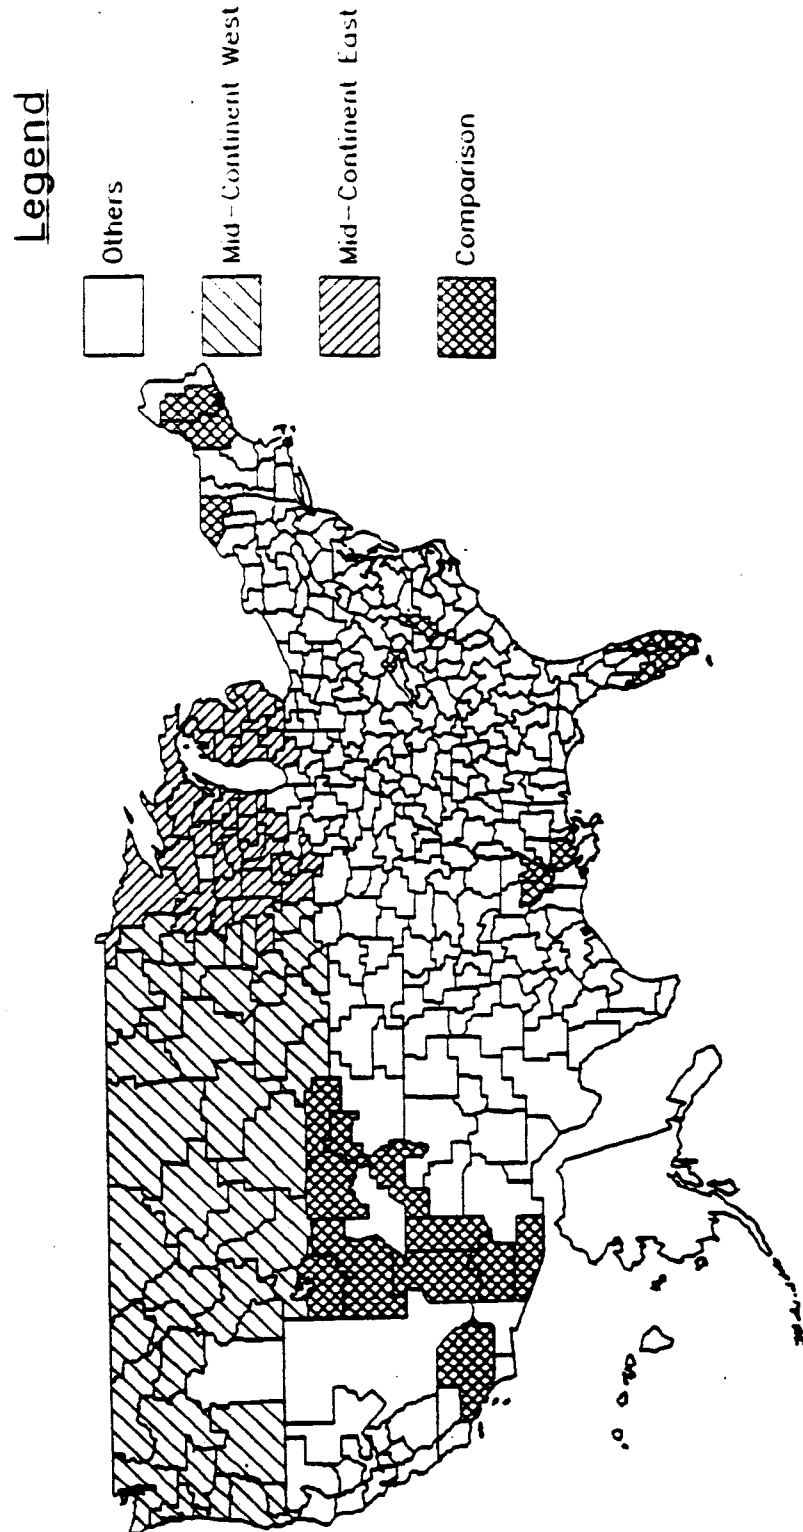 Legend
Others
Mid-Continent West
Mid-Continent East
Comparison